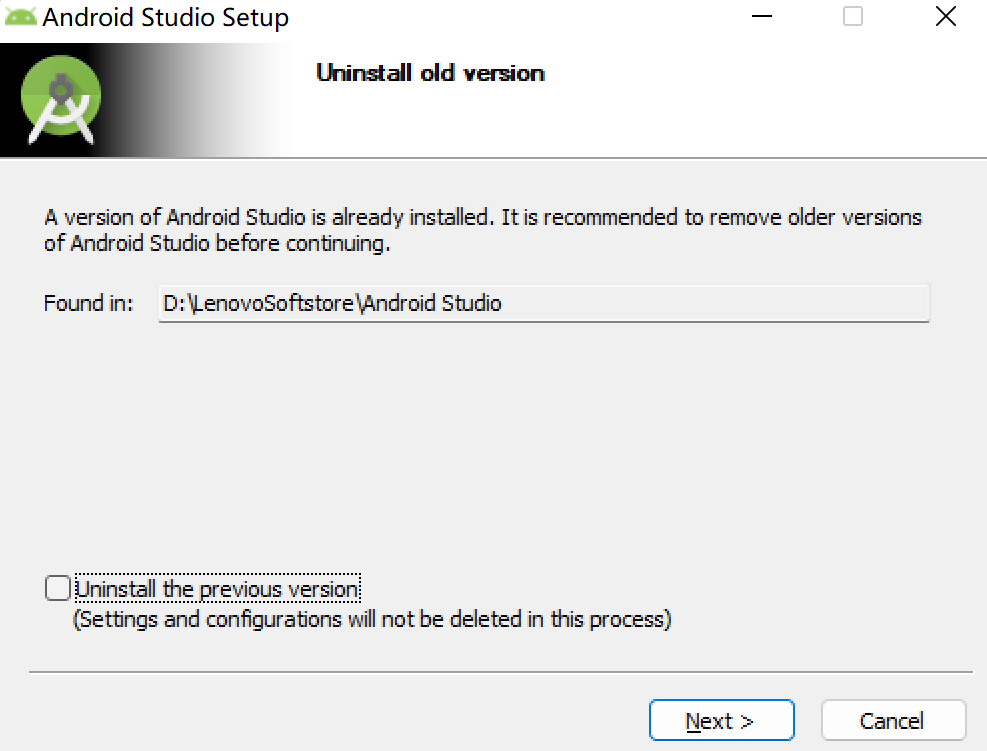 Android Studio Setup
Uninstall old version
A version of Android Studio is already installed. It is recommended to remove older versions
of Android Studio before continuing.
Found in: D:\LenovoSoftstore\Android Studio
Uninstall the previous version
(Settings and configurations will not be deleted in this process)
Next > Cancel